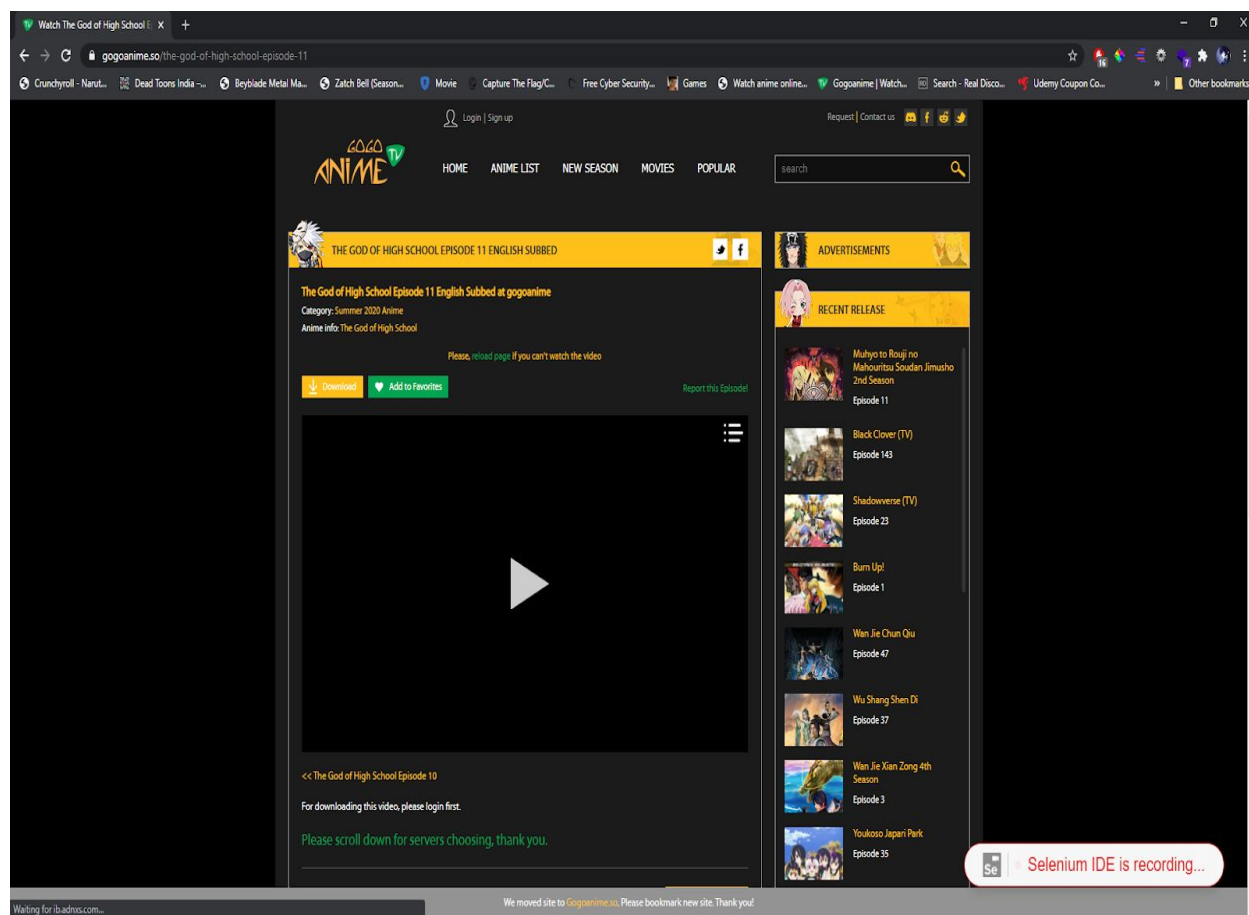 Watch The God of High School E
gogoanime.so/the-god-of-high-school-episode-11
16
7
Crunchyroll - Narut...
Dead Toons India –...
Beyblade Metal Ma...
Zatch Bell (Season...
Movie
Capture The Flag/C...
Free Cyber Security...
Games
Watch anime online...
Gogoanime | Watch...
Search - Real Disco...
Udemy Coupon Co...
»
Other bookmarks
Login | Sign up
Request | Contact us
GOGO
ANIME TV
HOME
ANIME LIST
NEW SEASON
MOVIES
POPULAR
search
THE GOD OF HIGH SCHOOL EPISODE 11 ENGLISH SUBBED
The God of High School Episode 11 English Subbed at gogoanime
Category: Summer 2020 Anime
Anime info: The God of High School
Please, reload page if you can't watch the video
Download
Add to Favorites
Report this Episode!
<< The God of High School Episode 10
For downloading this video, please login first.
Please scroll down for servers choosing, thank you.
ADVERTISEMENTS
RECENT RELEASE
Muhyo to Rouji no
Mahouritsu Soudan Jimusho
2nd Season
Episode 11
Black Clover (TV)
Episode 143
Shadowverse (TV)
Episode 23
Burn Up!
Episode 1
Wan Jie Chun Qiu
Episode 47
Wu Shang Shen Di
Episode 37
Wan Jie Xian Zong 4th
Season
Episode 3
Youkoso Japari Park
Episode 35
Se
Selenium IDE is recording...
We moved site to Gogoanime.so. Please bookmark new site. Thank you!
Waiting for ib.adnxs.com...